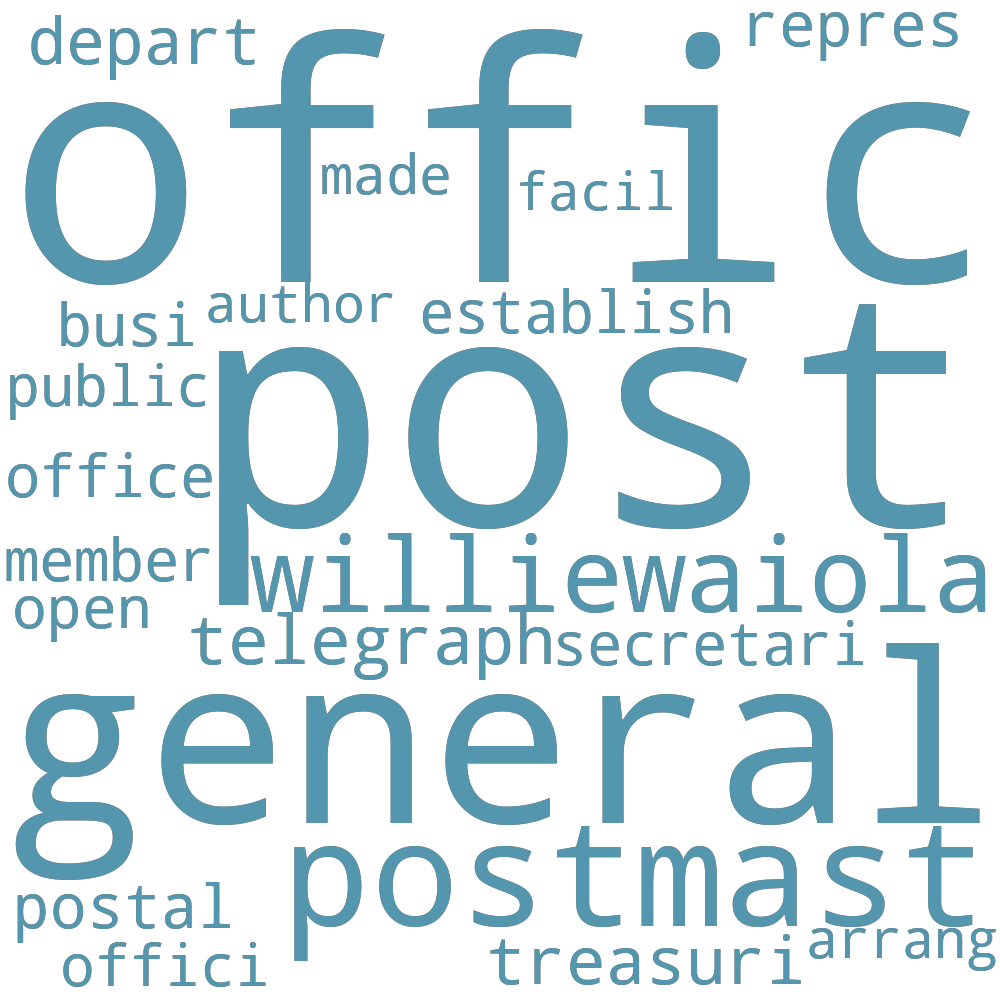 depart
repres
offic
made
facil
author
establish
busi
public
post
office
member
williewaiola
open
telegraph
secretari
general
postmast
postal
arrang
offici
treasuri